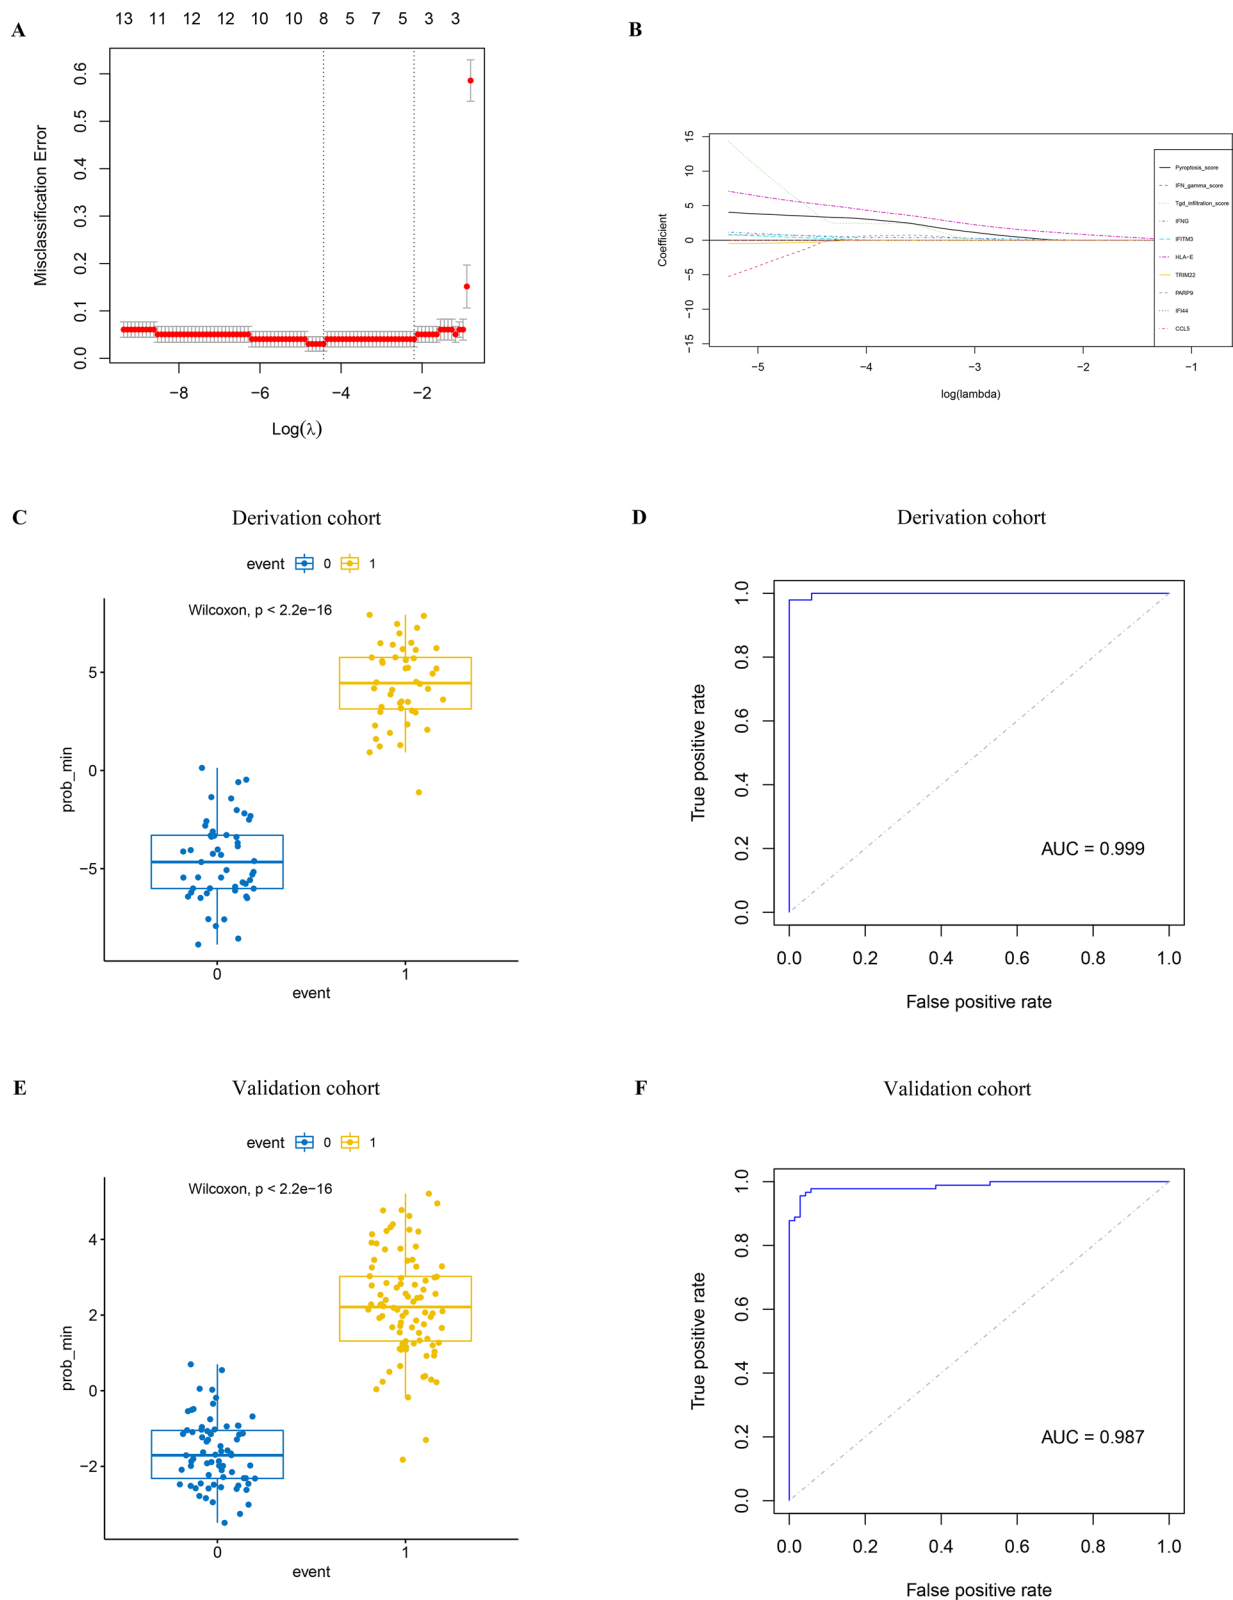 A
13 11 12 12 10 10 8 5 7 5 3 3
Misclassification Error
0.6
0.5
0.4
0.3
0.2
0.1
0.0
−8 −6 −4 −2
Log(λ)
B
Coefficient
15
10
5
0
−5
−10
−15
−5 −4 −3 −2 −1
log(lambda)
Pyroptosis_score
IFN_gamma_score
Tgd_infiltration_score
IFNG
IFITM3
HLA−E
TRIM22
PARP9
IFI44
CCL5
C
Derivation cohort
event 0 1
Wilcoxon, p < 2.2e−16
prob_min
5
0
−5
0 1
event
D
Derivation cohort
True positive rate
1.0
0.8
0.6
0.4
0.2
0.0
AUC = 0.999
0.0 0.2 0.4 0.6 0.8 1.0
False positive rate
E
Validation cohort
event 0 1
Wilcoxon, p < 2.2e−16
prob_min
4
2
0
−2
0 1
event
F
Validation cohort
True positive rate
1.0
0.8
0.6
0.4
0.2
0.0
AUC = 0.987
0.0 0.2 0.4 0.6 0.8 1.0
False positive rate